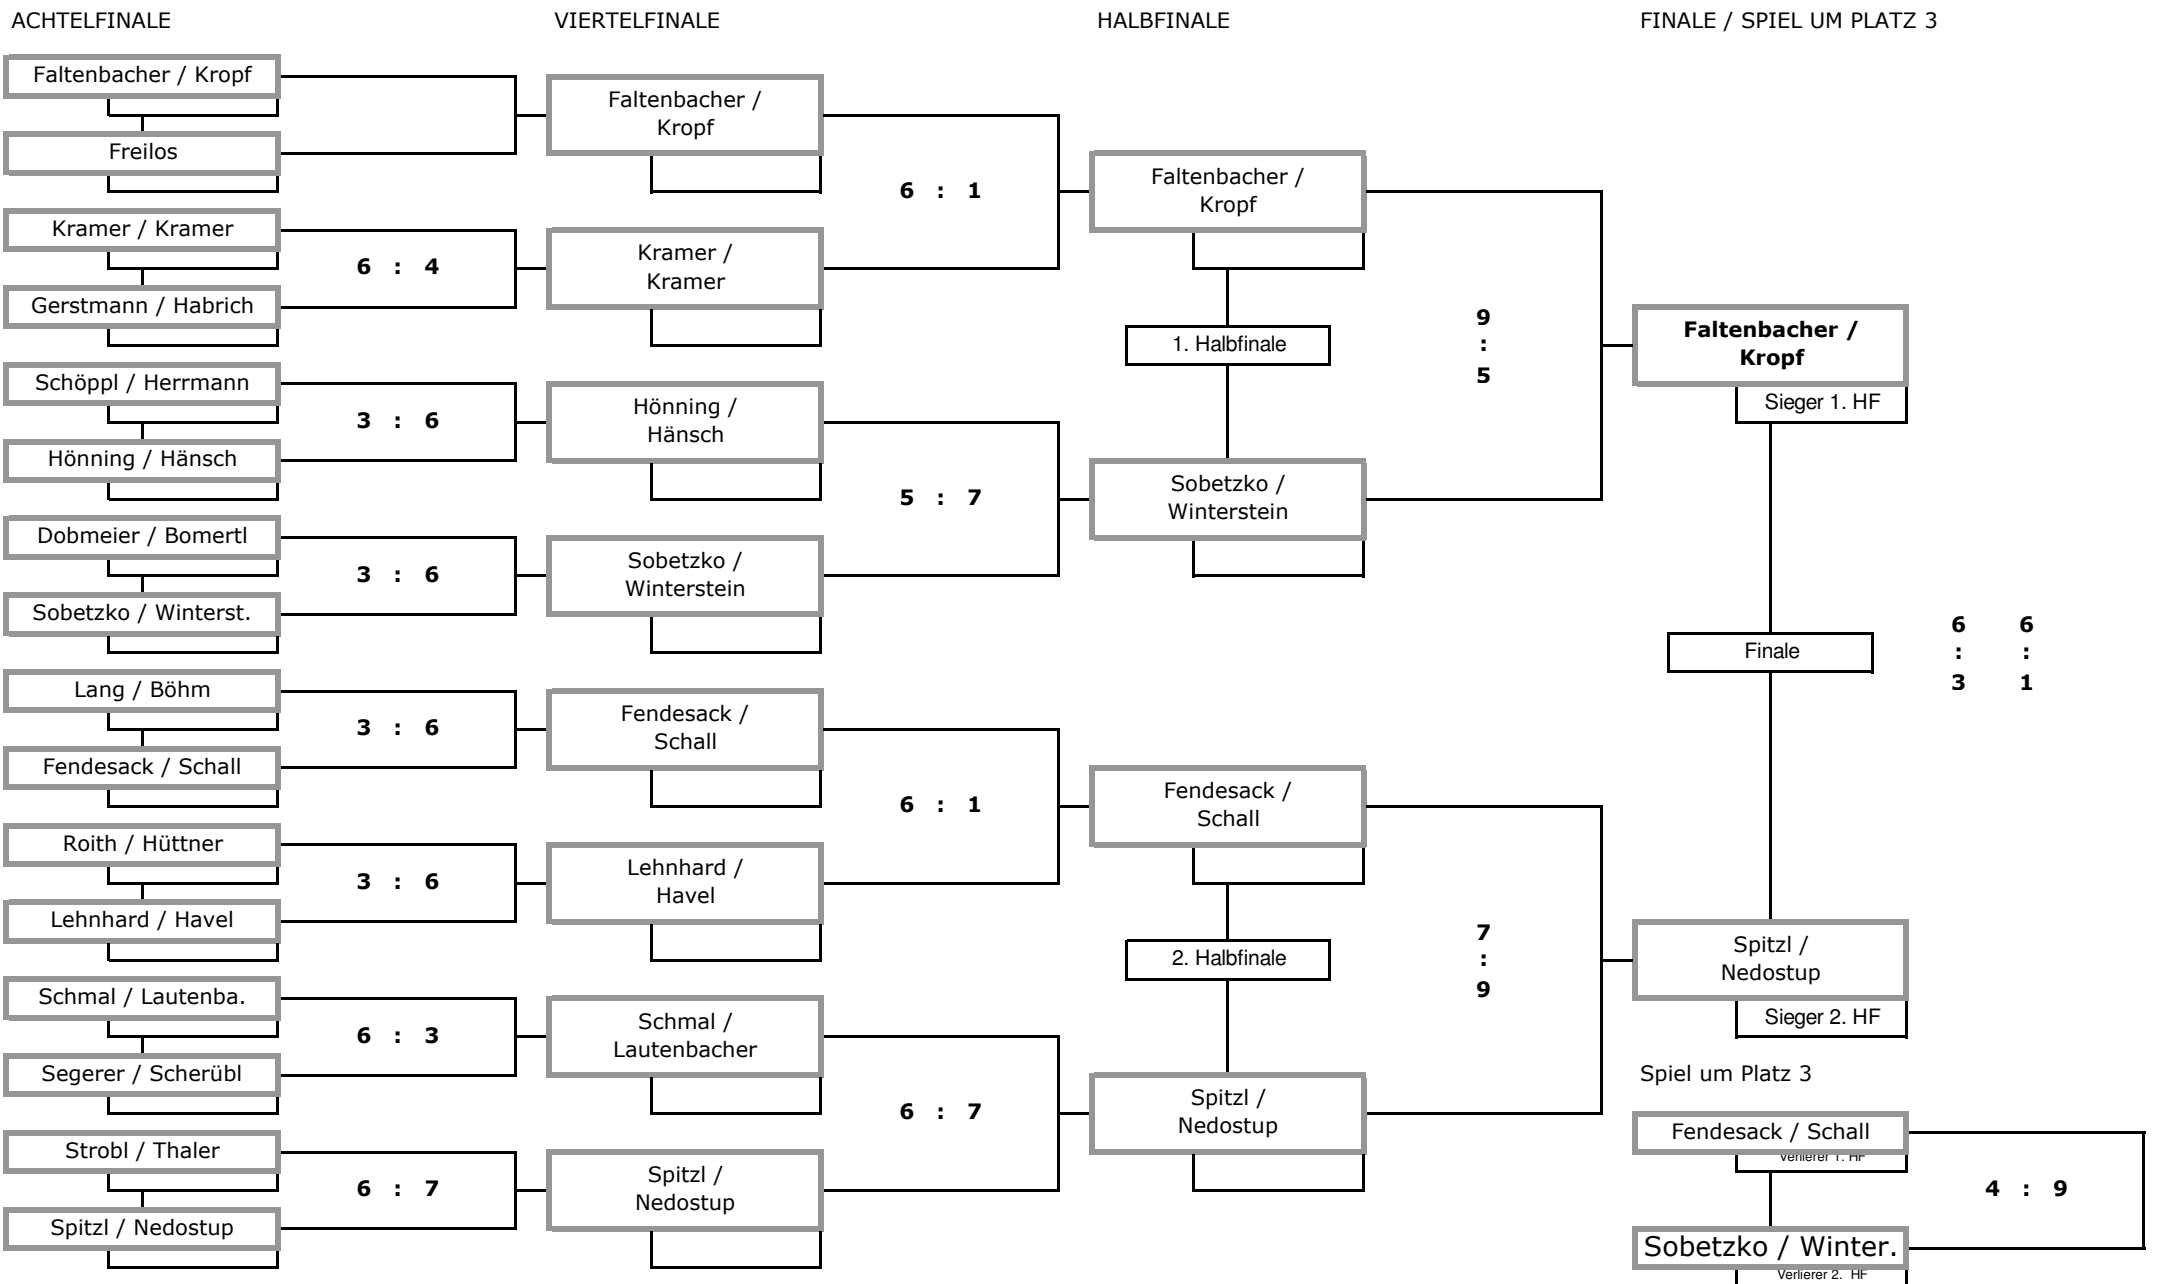 ACHTELFINALE
VIERTELFINALE
HALBFINALE
FINALE / SPIEL UM PLATZ 3
Faltenbacher / Kropf
Freilos
Kramer / Kramer
6 : 4
Gerstmann / Habrich
Schöppl / Herrmann
3 : 6
Hönning / Hänsch
Dobmeier / Bomertl
3 : 6
Sobetzko / Winterst.
Lang / Böhm
3 : 6
Fendesack / Schall
Roith / Hüttner
3 : 6
Lehnhard / Havel
Schmal / Lautenba.
6 : 3
Segerer / Scherübl
Strobl / Thaler
6 : 7
Spitzl / Nedostup
Faltenbacher /
Kropf
6 : 1
Kramer /
Kramer
Hönning /
Hänsch
5 : 7
Sobetzko /
Winterstein
Fendesack /
Schall
6 : 1
Lehnhard /
Havel
Schmal /
Lautenbacher
6 : 7
Spitzl /
Nedostup
Faltenbacher /
Kropf
1. Halbfinale
9
:
5
Sobetzko /
Winterstein
Fendesack /
Schall
2. Halbfinale
7
:
9
Spitzl /
Nedostup
Faltenbacher /
Kropf
Sieger 1. HF
Finale
6 6
: :
3 1
Spitzl /
Nedostup
Sieger 2. HF
Spiel um Platz 3
Fendesack / Schall
Verlierer 1. HF
4 : 9
Sobetzko / Winter.
Verlierer 2. HF